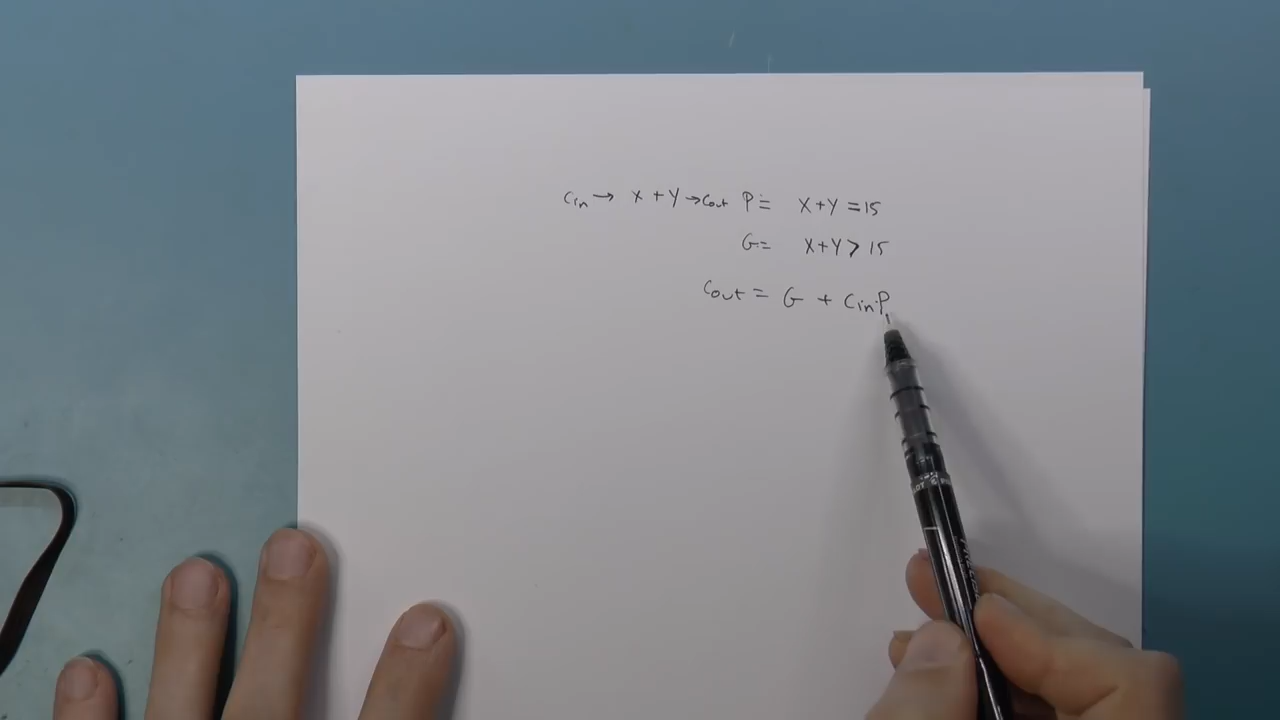 Cin → X + Y → Cout P = X+Y = 15
G = X+Y > 15
Cout = G + Cin·P